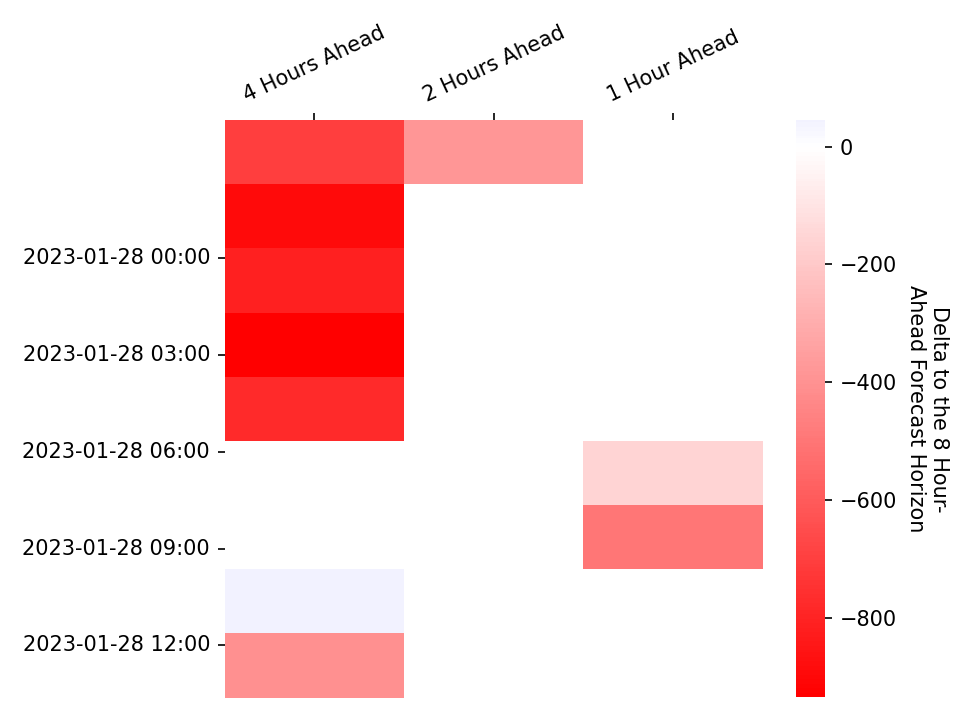 4 Hours Ahead
2 Hours Ahead
1 Hour Ahead
2023-01-28 00:00
2023-01-28 03:00
2023-01-28 06:00
2023-01-28 09:00
2023-01-28 12:00
0
−200
−400
−600
−800
Delta to the 8 Hour-
Ahead Forecast Horizon